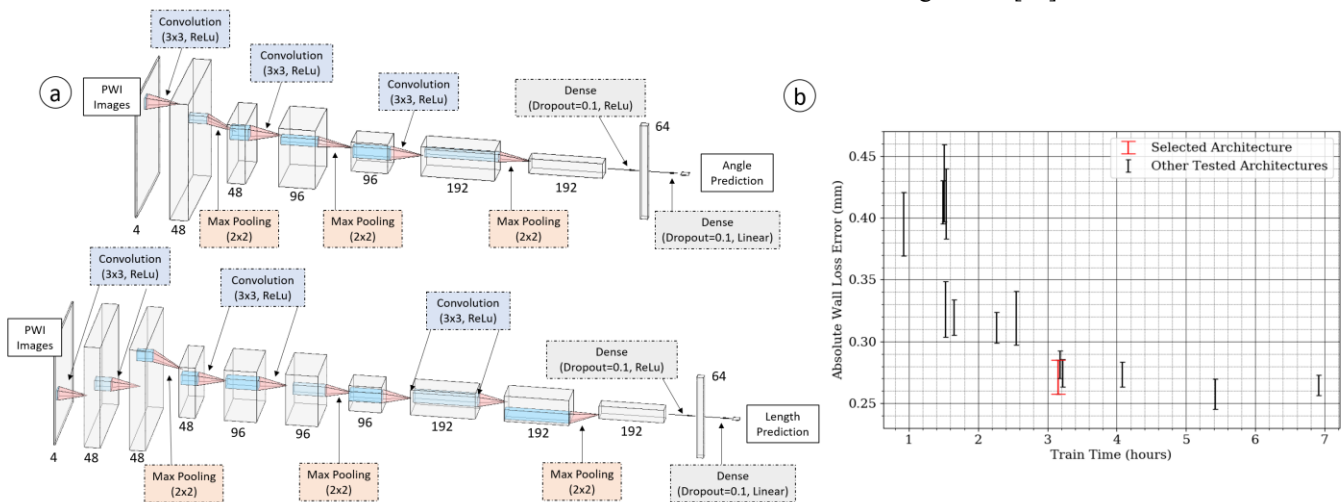 a
PWI
Images
Convolution
(3x3, ReLu)
Convolution
(3x3, ReLu)
Convolution
(3x3, ReLu)
Dense
(Dropout=0.1, ReLu)
64
Angle
Prediction
Dense
(Dropout=0.1, Linear)
4
48
48
96
96
192
192
Max Pooling
(2x2)
Max Pooling
(2x2)
Max Pooling
(2x2)
PWI
Images
Convolution
(3x3, ReLu)
Convolution
(3x3, ReLu)
Convolution
(3x3, ReLu)
Dense
(Dropout=0.1, ReLu)
64
Length
Prediction
Dense
(Dropout=0.1, Linear)
4
48
48
48
96
96
96
192
192
192
Max Pooling
(2x2)
Max Pooling
(2x2)
Max Pooling
(2x2)
b
Selected Architecture
Other Tested Architectures
Absolute Wall Loss Error (mm)
0.45
0.40
0.35
0.30
0.25
1
2
3
4
5
6
7
Train Time (hours)